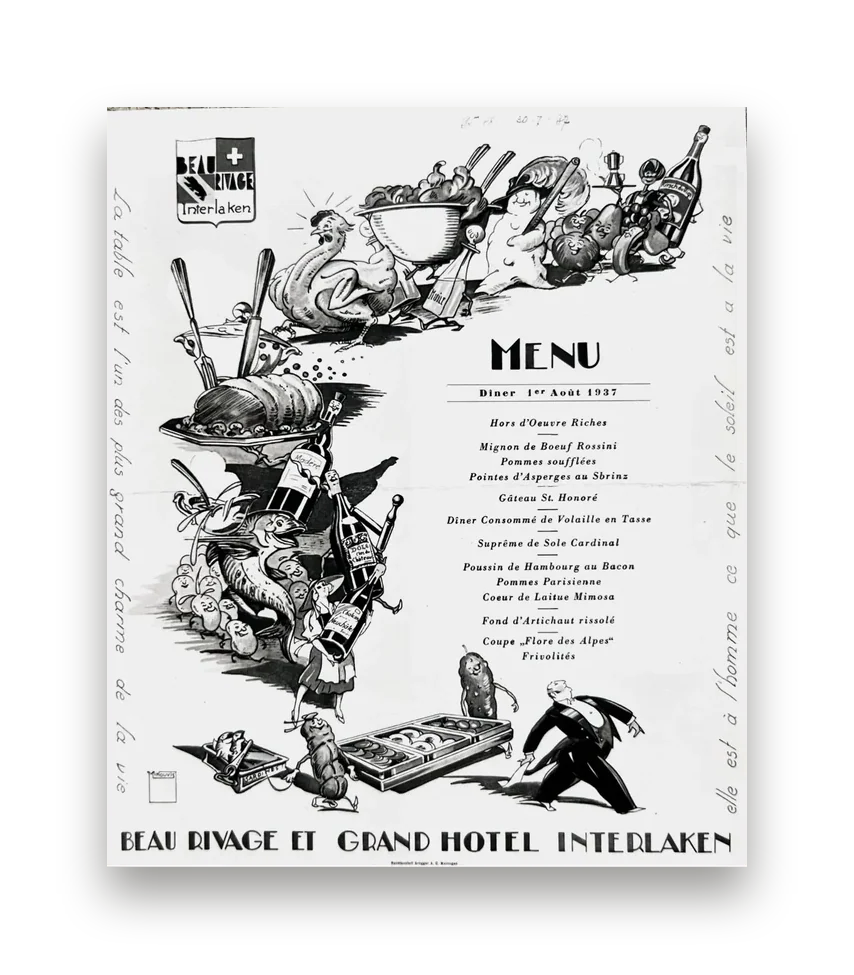 BEAU
RIVAGE
Interlaken
La table est l'un des plus grand charme de la vie
elle est à l'homme ce que le soleil est a la vie
MENU
Dîner 1er Août 1937
Hors d'Oeuvre Riches
Mignon de Boeuf Rossini
Pommes soufflées
Pointes d'Asperges au Sbrinz
Gâteau St. Honoré
Dîner Consommé de Volaille en Tasse
Suprême de Sole Cardinal
Poussin de Hambourg au Bacon
Pommes Parisienne
Coeur de Laitue Mimosa
Fond d'Artichaut rissolé
Coupe „Flore des Alpes“
Frivolités
Madère
DOLE
BEAU RIVAGE ET GRAND HOTEL INTERLAKEN